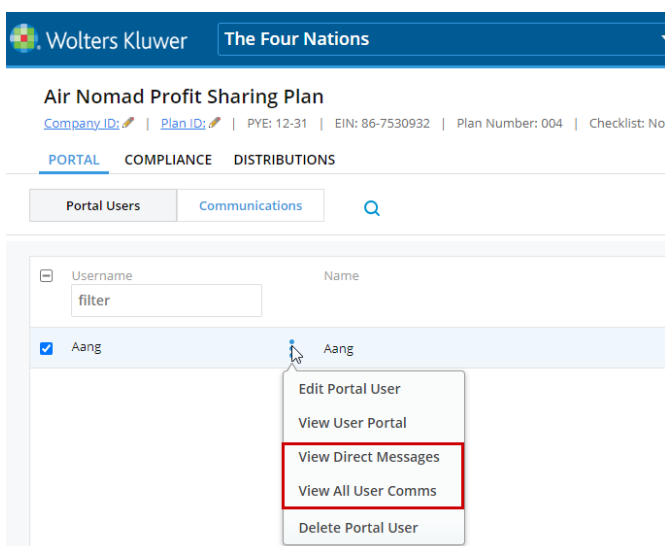 Wolters Kluwer The Four Nations
Air Nomad Profit Sharing Plan
Company ID: | Plan ID: | PYE: 12-31 | EIN: 86-7530932 | Plan Number: 004 | Checklist: No
PORTAL COMPLIANCE DISTRIBUTIONS
Portal Users Communications
Username Name
filter
Aang Aang
Edit Portal User
View User Portal
View Direct Messages
View All User Comms
Delete Portal User